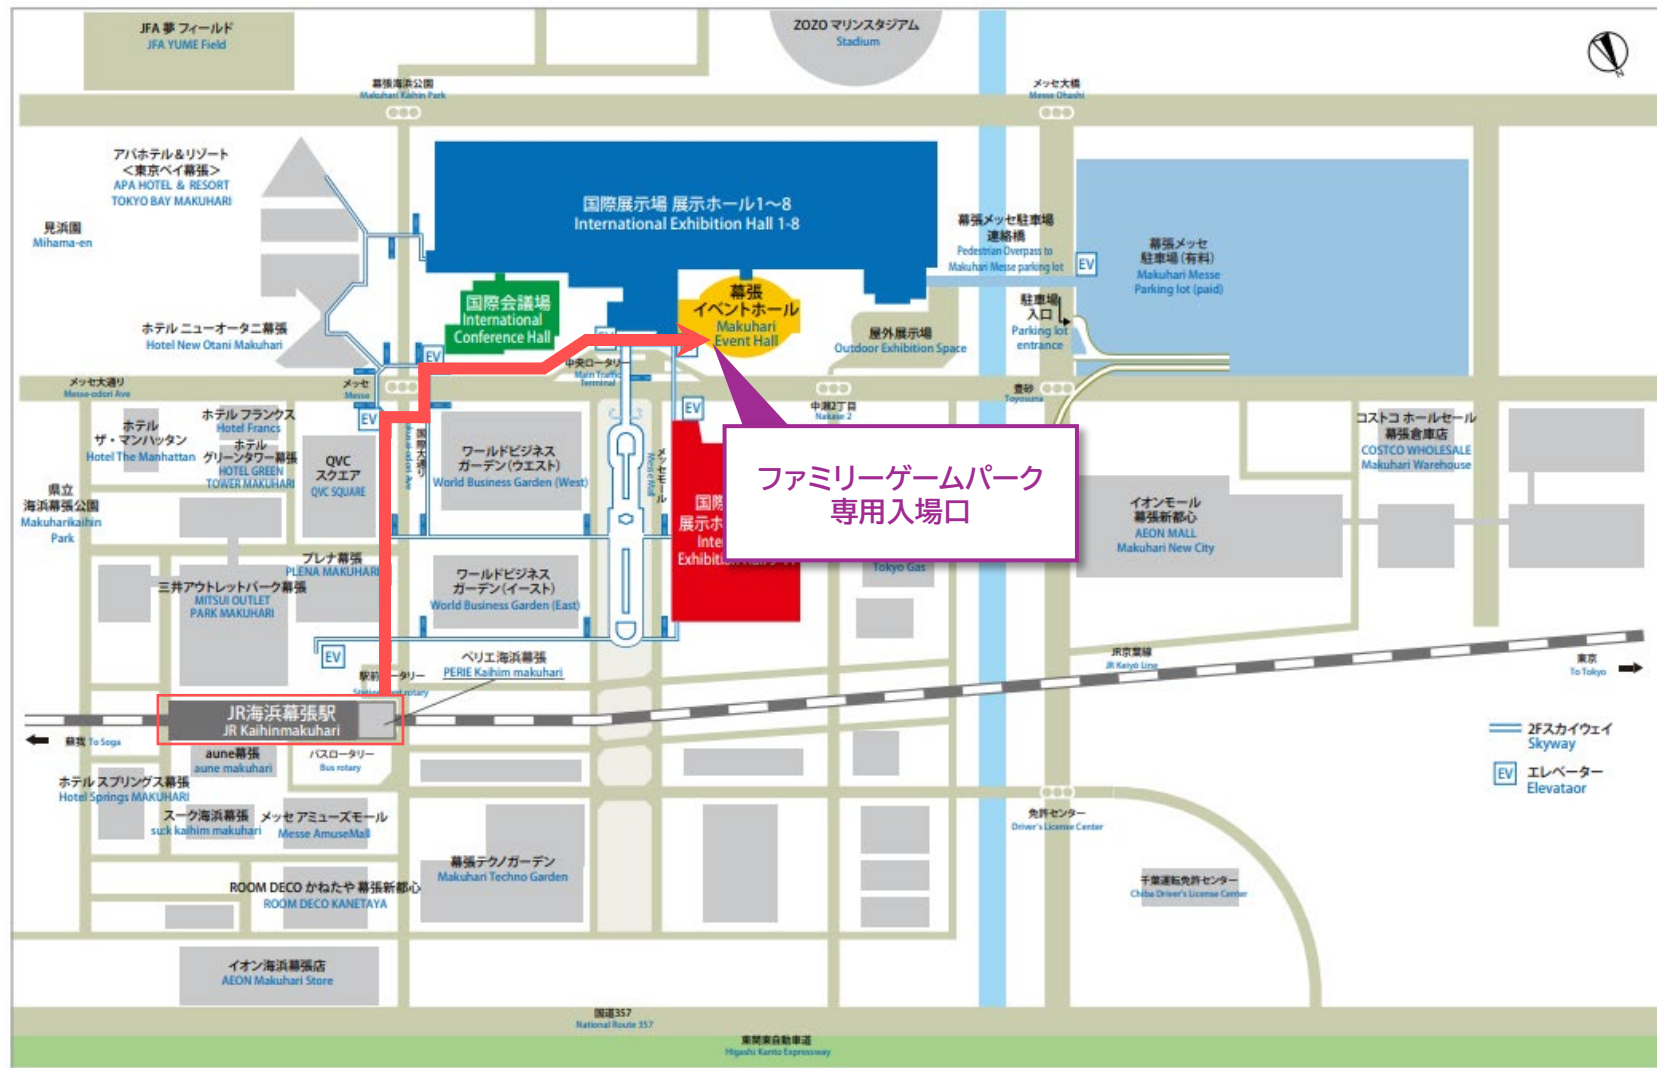 JFA 夢 フィールド
JFA YUME Field
ZOZO マリンスタジアム
Stadium
N
幕張海浜公園
Makuhari Kaihin Park
メッセ大橋
Messe Ohashi
アパホテル&リゾート
<東京ベイ幕張>
APA HOTEL & RESORT
TOKYO BAY MAKUHARI
見浜園
Mihama-en
国際展示場 展示ホール1~8
International Exhibition Hall 1-8
幕張メッセ駐車場
連絡橋
Pedestrian Overpass to
Makuhari Messe parking lot
EV
幕張メッセ
駐車場(有料)
Makuhari Messe
Parking lot (paid)
国際会議場
International
Conference Hall
幕張
イベントホール
Makuhari
Event Hall
駐車場
入口
Parking lot
entrance
屋外展示場
Outdoor Exhibition Space
ホテル ニューオータニ幕張
Hotel New Otani Makuhari
EV
中央ロータリー
Main Traffic
Terminal
メッセ大通り
Messe-odori Ave
メッセ
Messe
中瀬2丁目
Nakase 2
豊砂
Toyosuna
EV
EV
ホテル
ザ・マンハッタン
Hotel The Manhattan
ホテル フランクス
Hotel Francs
ホテル
グリーンタワー幕張
HOTEL GREEN
TOWER MAKUHARI
QVC
スクエア
QVC SQUARE
国際大通り
ワールドビジネス
ガーデン(ウエスト)
World Business Garden (West)
メッセモール
Messe Mall
ファミリーゲームパーク
専用入場口
コストコ ホールセール
幕張倉庫店
COSTCO WHOLESALE
Makuhari Warehouse
県立
海浜幕張公園
Makuharikaihin
Park
イオンモール
幕張新都心
AEON MALL
Makuhari New City
プレナ幕張
PLENA MAKUHARI
三井アウトレットパーク幕張
MITSUI OUTLET
PARK MAKUHARI
ワールドビジネス
ガーデン(イースト)
World Business Garden (East)
Tokyo Gas
EV
ペリエ海浜幕張
PERIE Kaihim makuhari
JR京葉線
JR Keiyo Line
東京
To Tokyo
JR海浜幕張駅
JR Kaihinmakuhari
蘇我 To Soga
aune幕張
aune makuhari
バスロータリー
Bus rotary
2Fスカイウェイ
Skyway
EV
エレベーター
Elevataor
ホテル スプリングス幕張
Hotel Springs MAKUHARI
スーク海浜幕張
su:k kaihim makuhari
メッセ アミューズモール
Messe AmuseMall
免許センター
Driver's License Center
幕張テクノガーデン
Makuhari Techno Garden
ROOM DECO かねたや 幕張新都心
ROOM DECO KANETAYA
千葉運転免許センター
Chiba Driver's License Center
イオン海浜幕張店
AEON Makuhari Store
国道357
National Route 357
東関東自動車道
Higashi Kanto Expressway